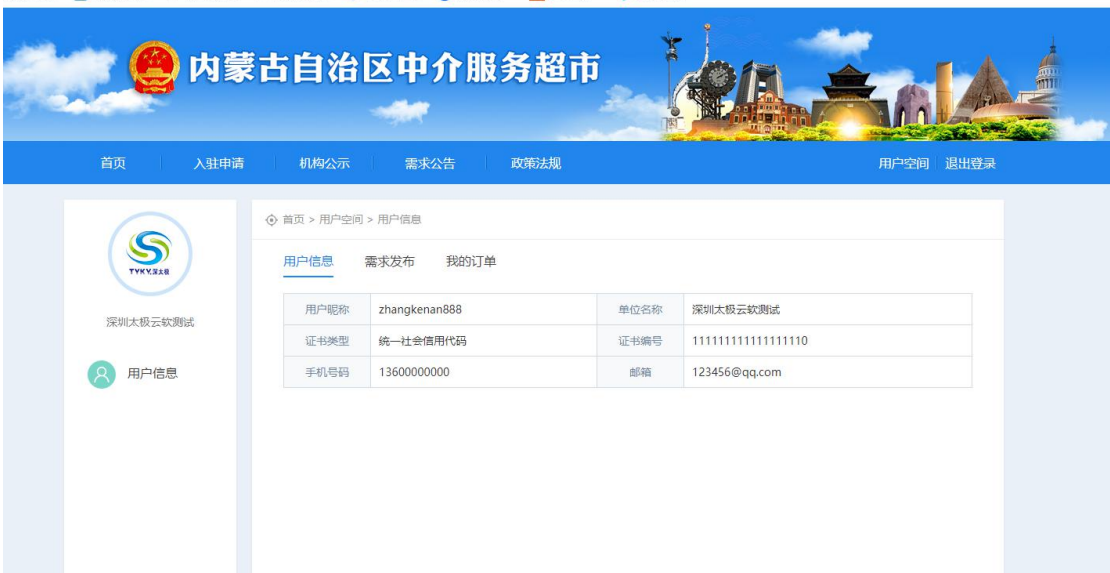 内蒙古自治区中介服务超市
首页 入驻申请 机构公示 需求公告 政策法规 用户空间 退出登录
首页 > 用户空间 > 用户信息
TYKY.深太极
用户信息 需求发布 我的订单
用户昵称 zhangkenan888 单位名称 深圳太极云软测试
深圳太极云软测试
证书类型 统一社会信用代码 证书编号 111111111111111110
用户信息
手机号码 13600000000 邮箱 123456@qq.com